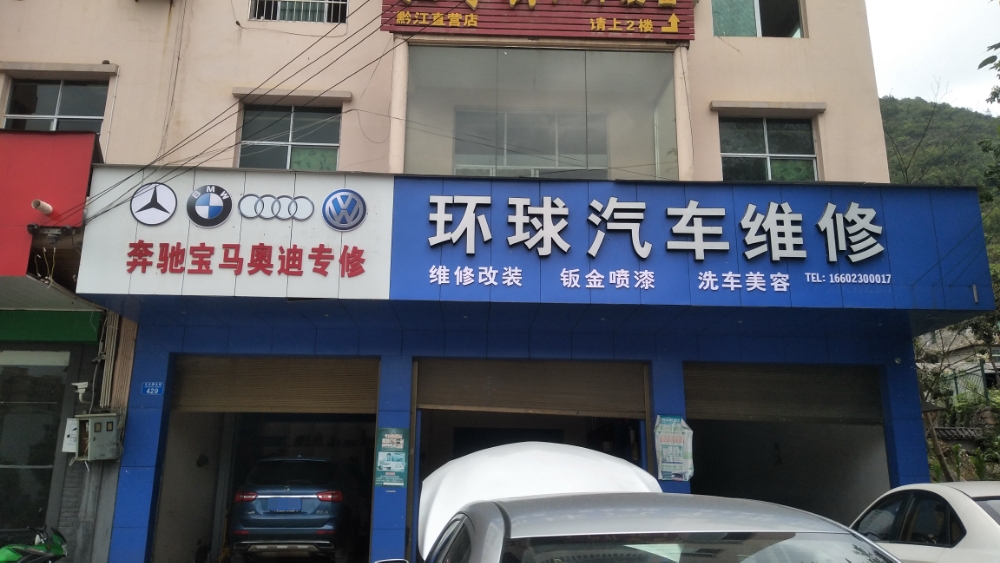 黔江直营店 请上2楼
BMW
奔驰宝马奥迪专修
环球汽车维修
维修改装 钣金喷漆 洗车美容 TEL: 16602300017
429